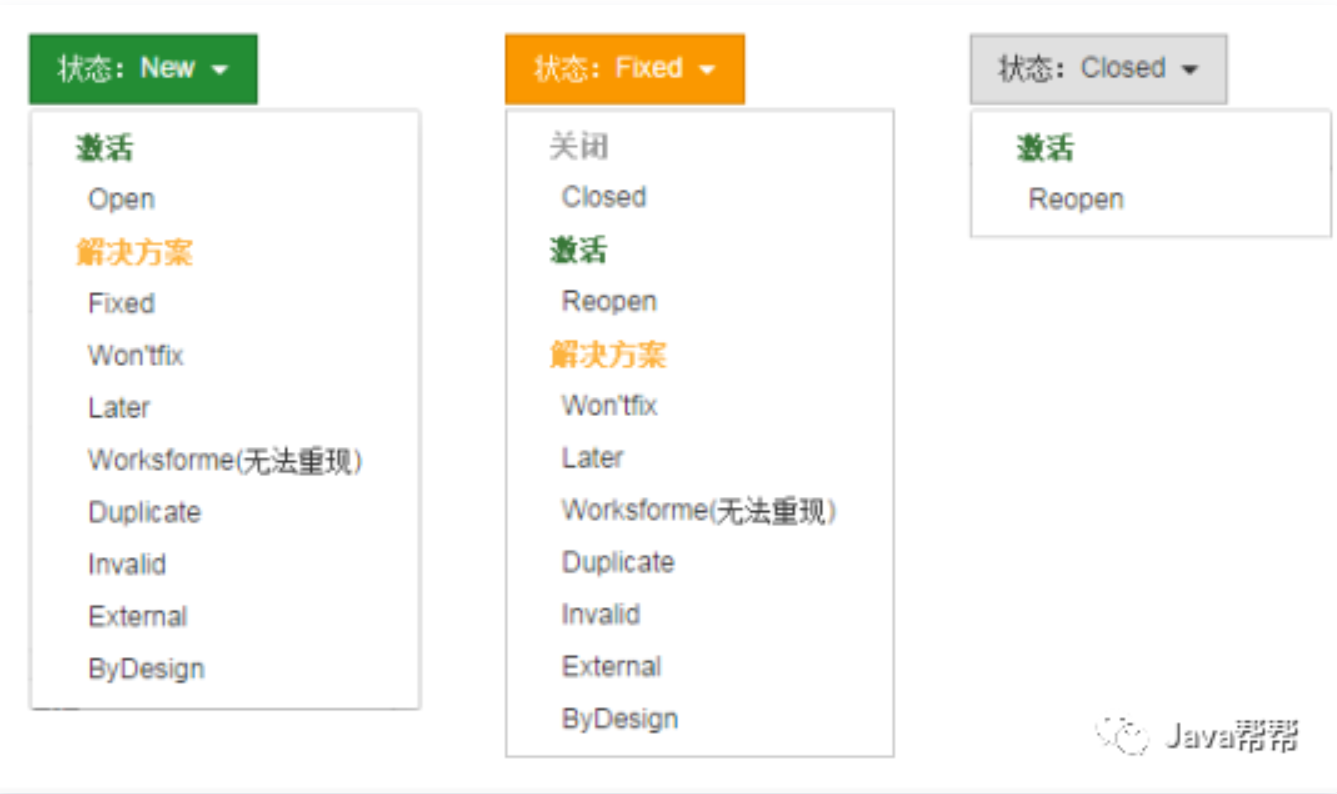 状态：New
激活
Open
解决方案
Fixed
Won'tfix
Later
Worksforme(无法重现)
Duplicate
Invalid
External
ByDesign
状态：Fixed
关闭
Closed
激活
Reopen
解决方案
Won'tfix
Later
Worksforme(无法重现)
Duplicate
Invalid
External
ByDesign
状态：Closed
激活
Reopen
Java帮帮